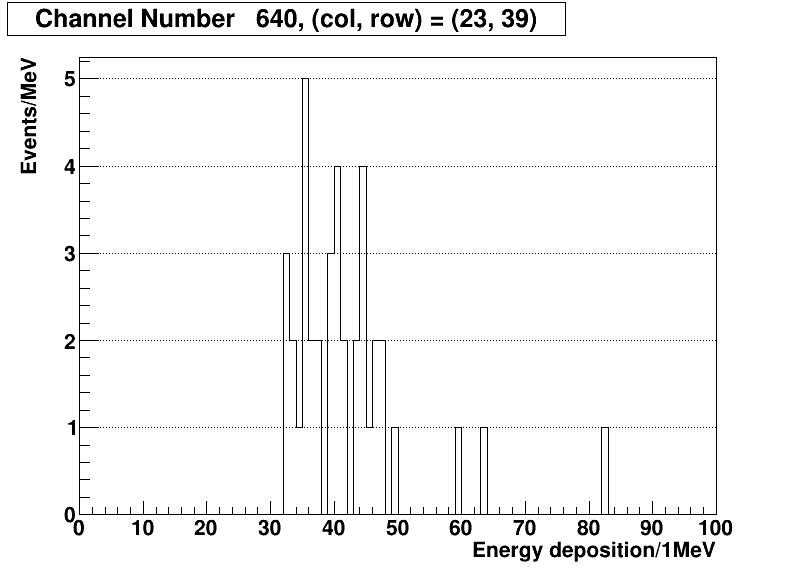 Channel Number   640, (col, row) = (23, 39)
Events/MeV
5
4
3
2
1
0
0 10 20 30 40 50 60 70 80 90 100
Energy deposition/1MeV